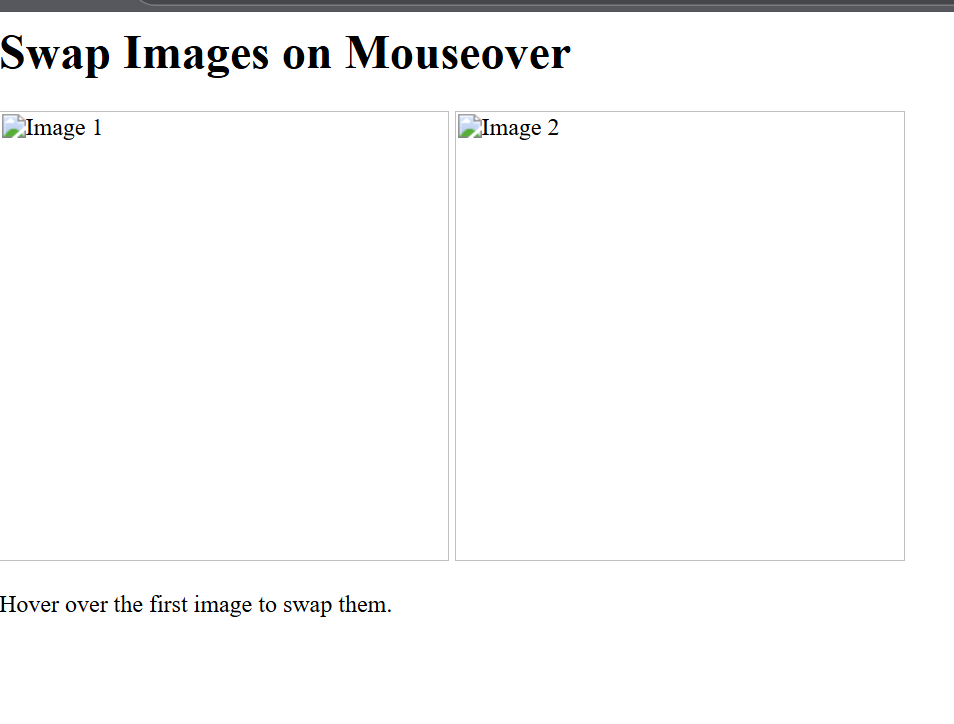 Swap Images on Mouseover
Image 1 Image 2
Hover over the first image to swap them.